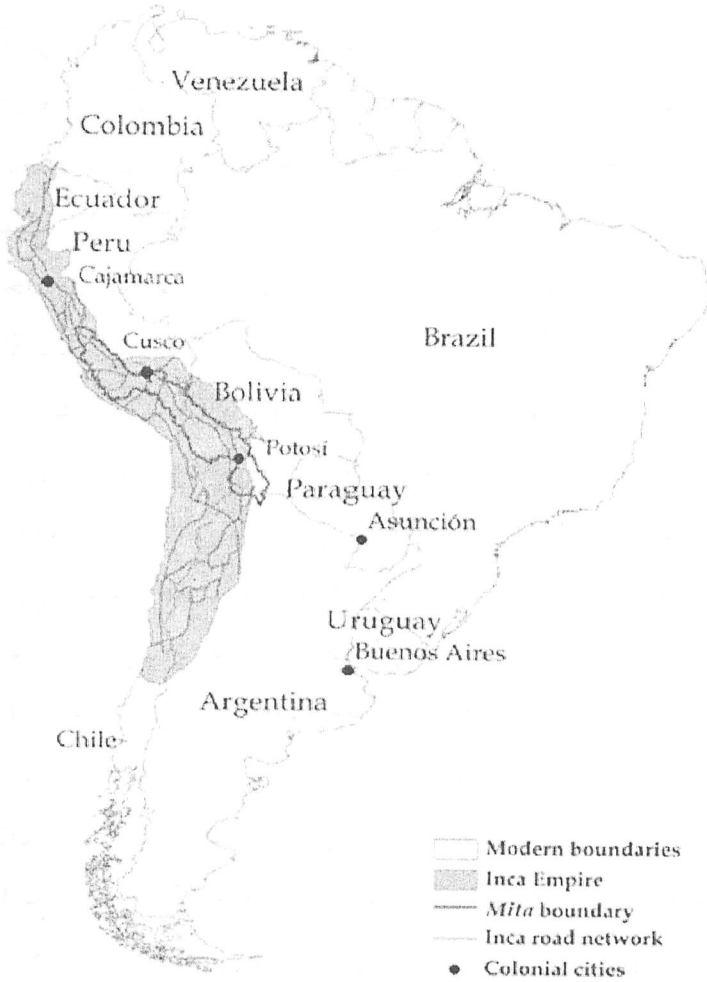 Venezuela
Colombia
Ecuador
Peru
Cajamarca
Cusco
Brazil
Bolivia
Potosí
Paraguay
Asunción
Uruguay
Buenos Aires
Argentina
Chile
Modern boundaries
Inca Empire
Mita boundary
Inca road network
Colonial cities